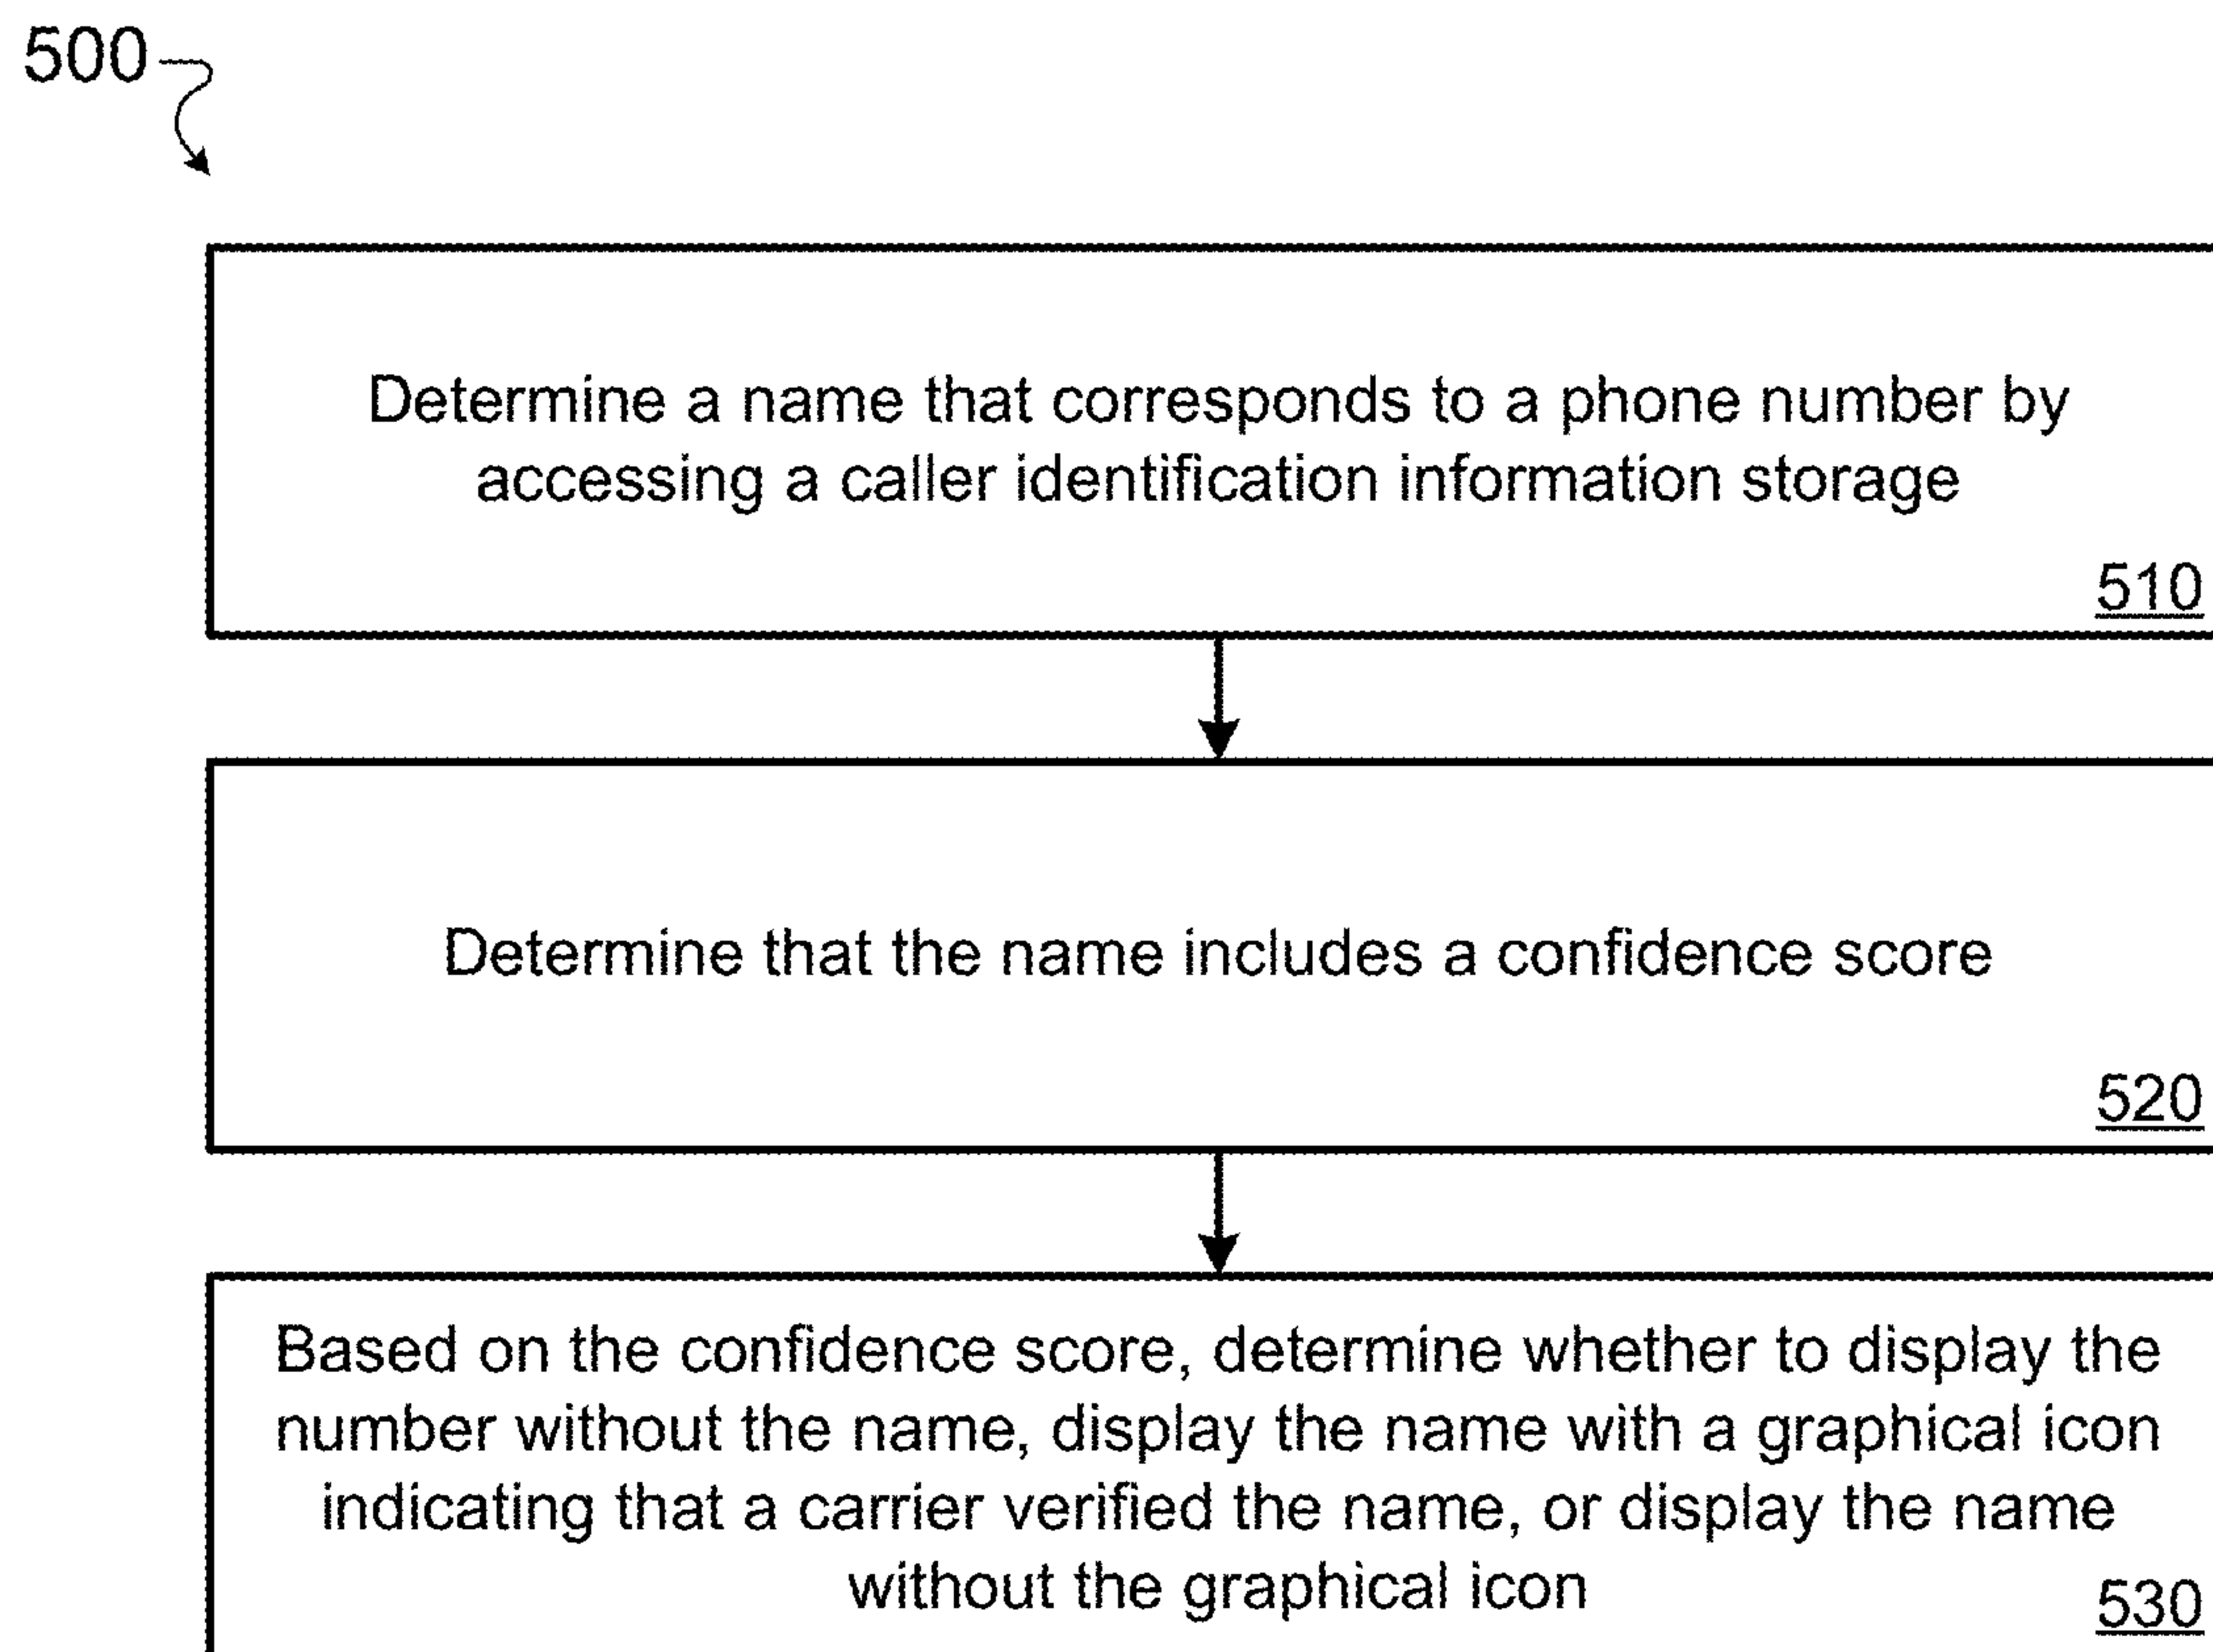 500
Determine a name that corresponds to a phone number by
accessing a caller identification information storage
510
Determine that the name includes a confidence score
520
Based on the confidence score, determine whether to display the
number without the name, display the name with a graphical icon
indicating that a carrier verified the name, or display the name
without the graphical icon
530